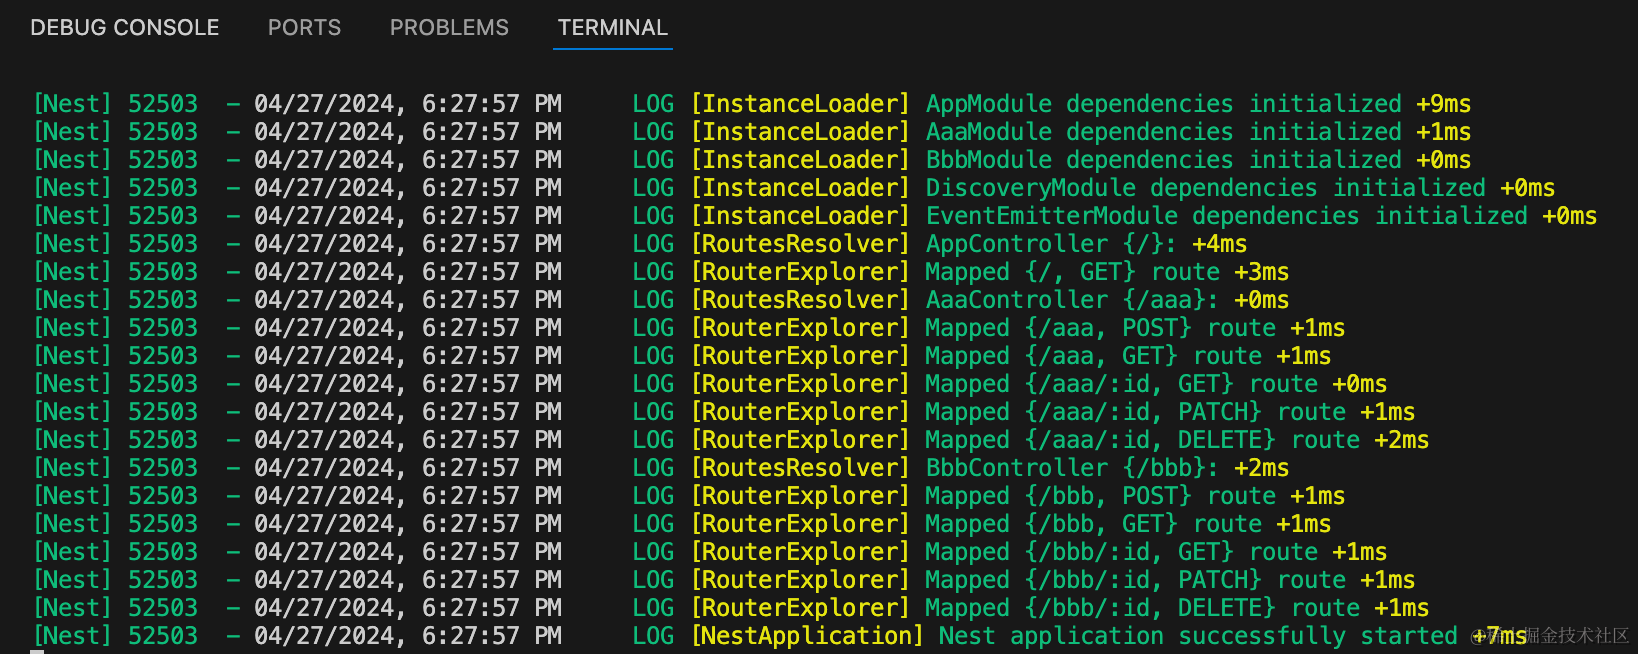 DEBUG CONSOLE PORTS PROBLEMS TERMINAL
[Nest] 52503 - 04/27/2024, 6:27:57 PM LOG [InstanceLoader] AppModule dependencies initialized +9ms
[Nest] 52503 - 04/27/2024, 6:27:57 PM LOG [InstanceLoader] AaaModule dependencies initialized +1ms
[Nest] 52503 - 04/27/2024, 6:27:57 PM LOG [InstanceLoader] BbbModule dependencies initialized +0ms
[Nest] 52503 - 04/27/2024, 6:27:57 PM LOG [InstanceLoader] DiscoveryModule dependencies initialized +0ms
[Nest] 52503 - 04/27/2024, 6:27:57 PM LOG [InstanceLoader] EventEmitterModule dependencies initialized +0ms
[Nest] 52503 - 04/27/2024, 6:27:57 PM LOG [RoutesResolver] AppController {/}: +4ms
[Nest] 52503 - 04/27/2024, 6:27:57 PM LOG [RouterExplorer] Mapped {/, GET} route +3ms
[Nest] 52503 - 04/27/2024, 6:27:57 PM LOG [RoutesResolver] AaaController {/aaa}: +0ms
[Nest] 52503 - 04/27/2024, 6:27:57 PM LOG [RouterExplorer] Mapped {/aaa, POST} route +1ms
[Nest] 52503 - 04/27/2024, 6:27:57 PM LOG [RouterExplorer] Mapped {/aaa, GET} route +1ms
[Nest] 52503 - 04/27/2024, 6:27:57 PM LOG [RouterExplorer] Mapped {/aaa/:id, GET} route +0ms
[Nest] 52503 - 04/27/2024, 6:27:57 PM LOG [RouterExplorer] Mapped {/aaa/:id, PATCH} route +1ms
[Nest] 52503 - 04/27/2024, 6:27:57 PM LOG [RouterExplorer] Mapped {/aaa/:id, DELETE} route +2ms
[Nest] 52503 - 04/27/2024, 6:27:57 PM LOG [RoutesResolver] BbbController {/bbb}: +2ms
[Nest] 52503 - 04/27/2024, 6:27:57 PM LOG [RouterExplorer] Mapped {/bbb, POST} route +1ms
[Nest] 52503 - 04/27/2024, 6:27:57 PM LOG [RouterExplorer] Mapped {/bbb, GET} route +1ms
[Nest] 52503 - 04/27/2024, 6:27:57 PM LOG [RouterExplorer] Mapped {/bbb/:id, GET} route +1ms
[Nest] 52503 - 04/27/2024, 6:27:57 PM LOG [RouterExplorer] Mapped {/bbb/:id, PATCH} route +1ms
[Nest] 52503 - 04/27/2024, 6:27:57 PM LOG [RouterExplorer] Mapped {/bbb/:id, DELETE} route +1ms
[Nest] 52503 - 04/27/2024, 6:27:57 PM LOG [NestApplication] Nest application successfully started +7ms
@稀土掘金技术社区